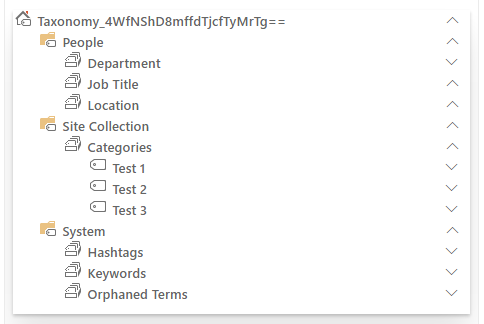 Taxonomy_4WfNShD8mffdTjcfTyMrTg==
People
Department
Job Title
Location
Site Collection
Categories
Test 1
Test 2
Test 3
System
Hashtags
Keywords
Orphaned Terms